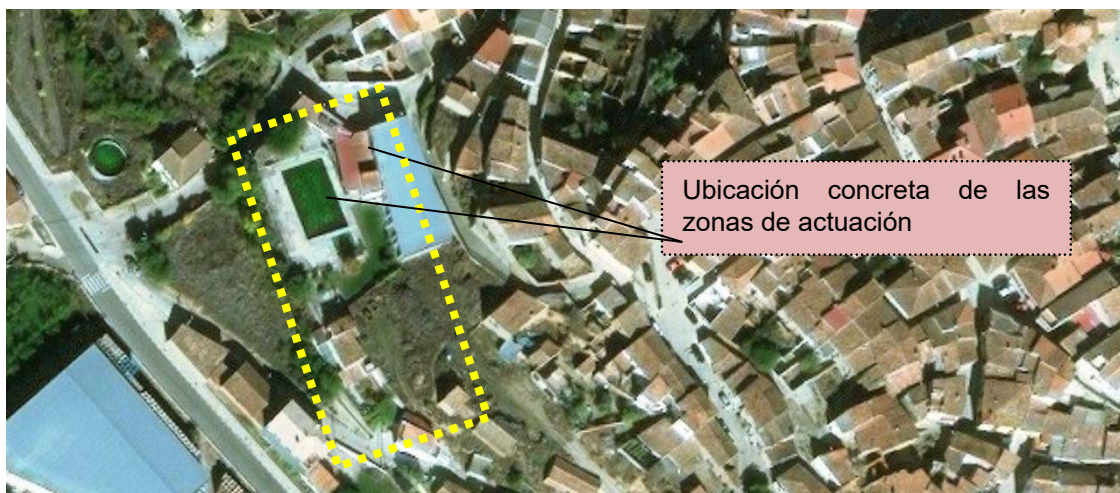 Ubicación concreta de las
zonas de actuación